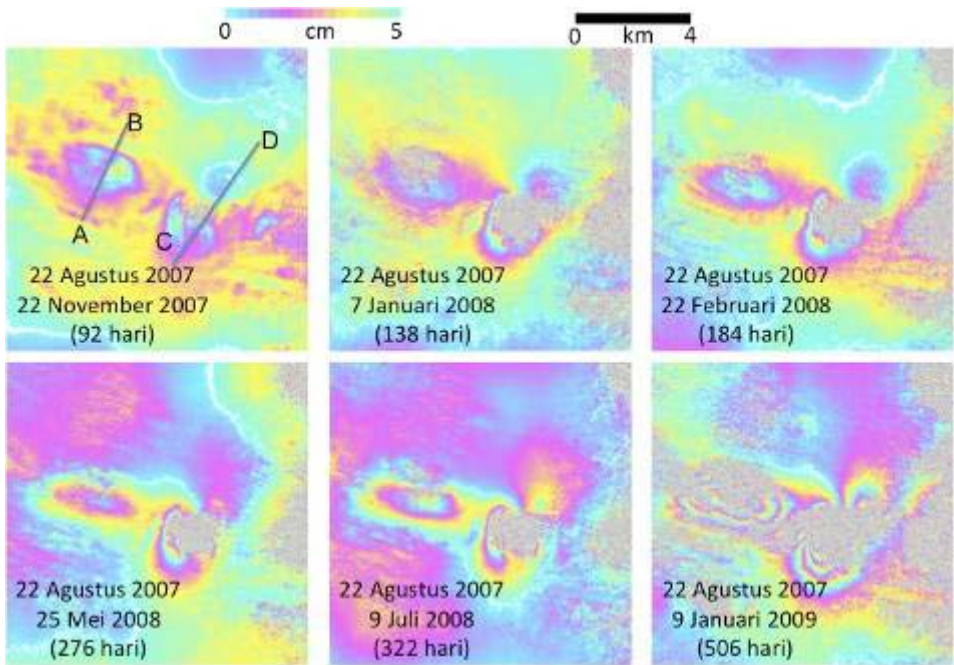 0 cm 5
0 km 4
B
D
A
C
22 Agustus 2007
22 November 2007
(92 hari)
22 Agustus 2007
7 Januari 2008
(138 hari)
22 Agustus 2007
22 Februari 2008
(184 hari)
22 Agustus 2007
25 Mei 2008
(276 hari)
22 Agustus 2007
9 Juli 2008
(322 hari)
22 Agustus 2007
9 Januari 2009
(506 hari)